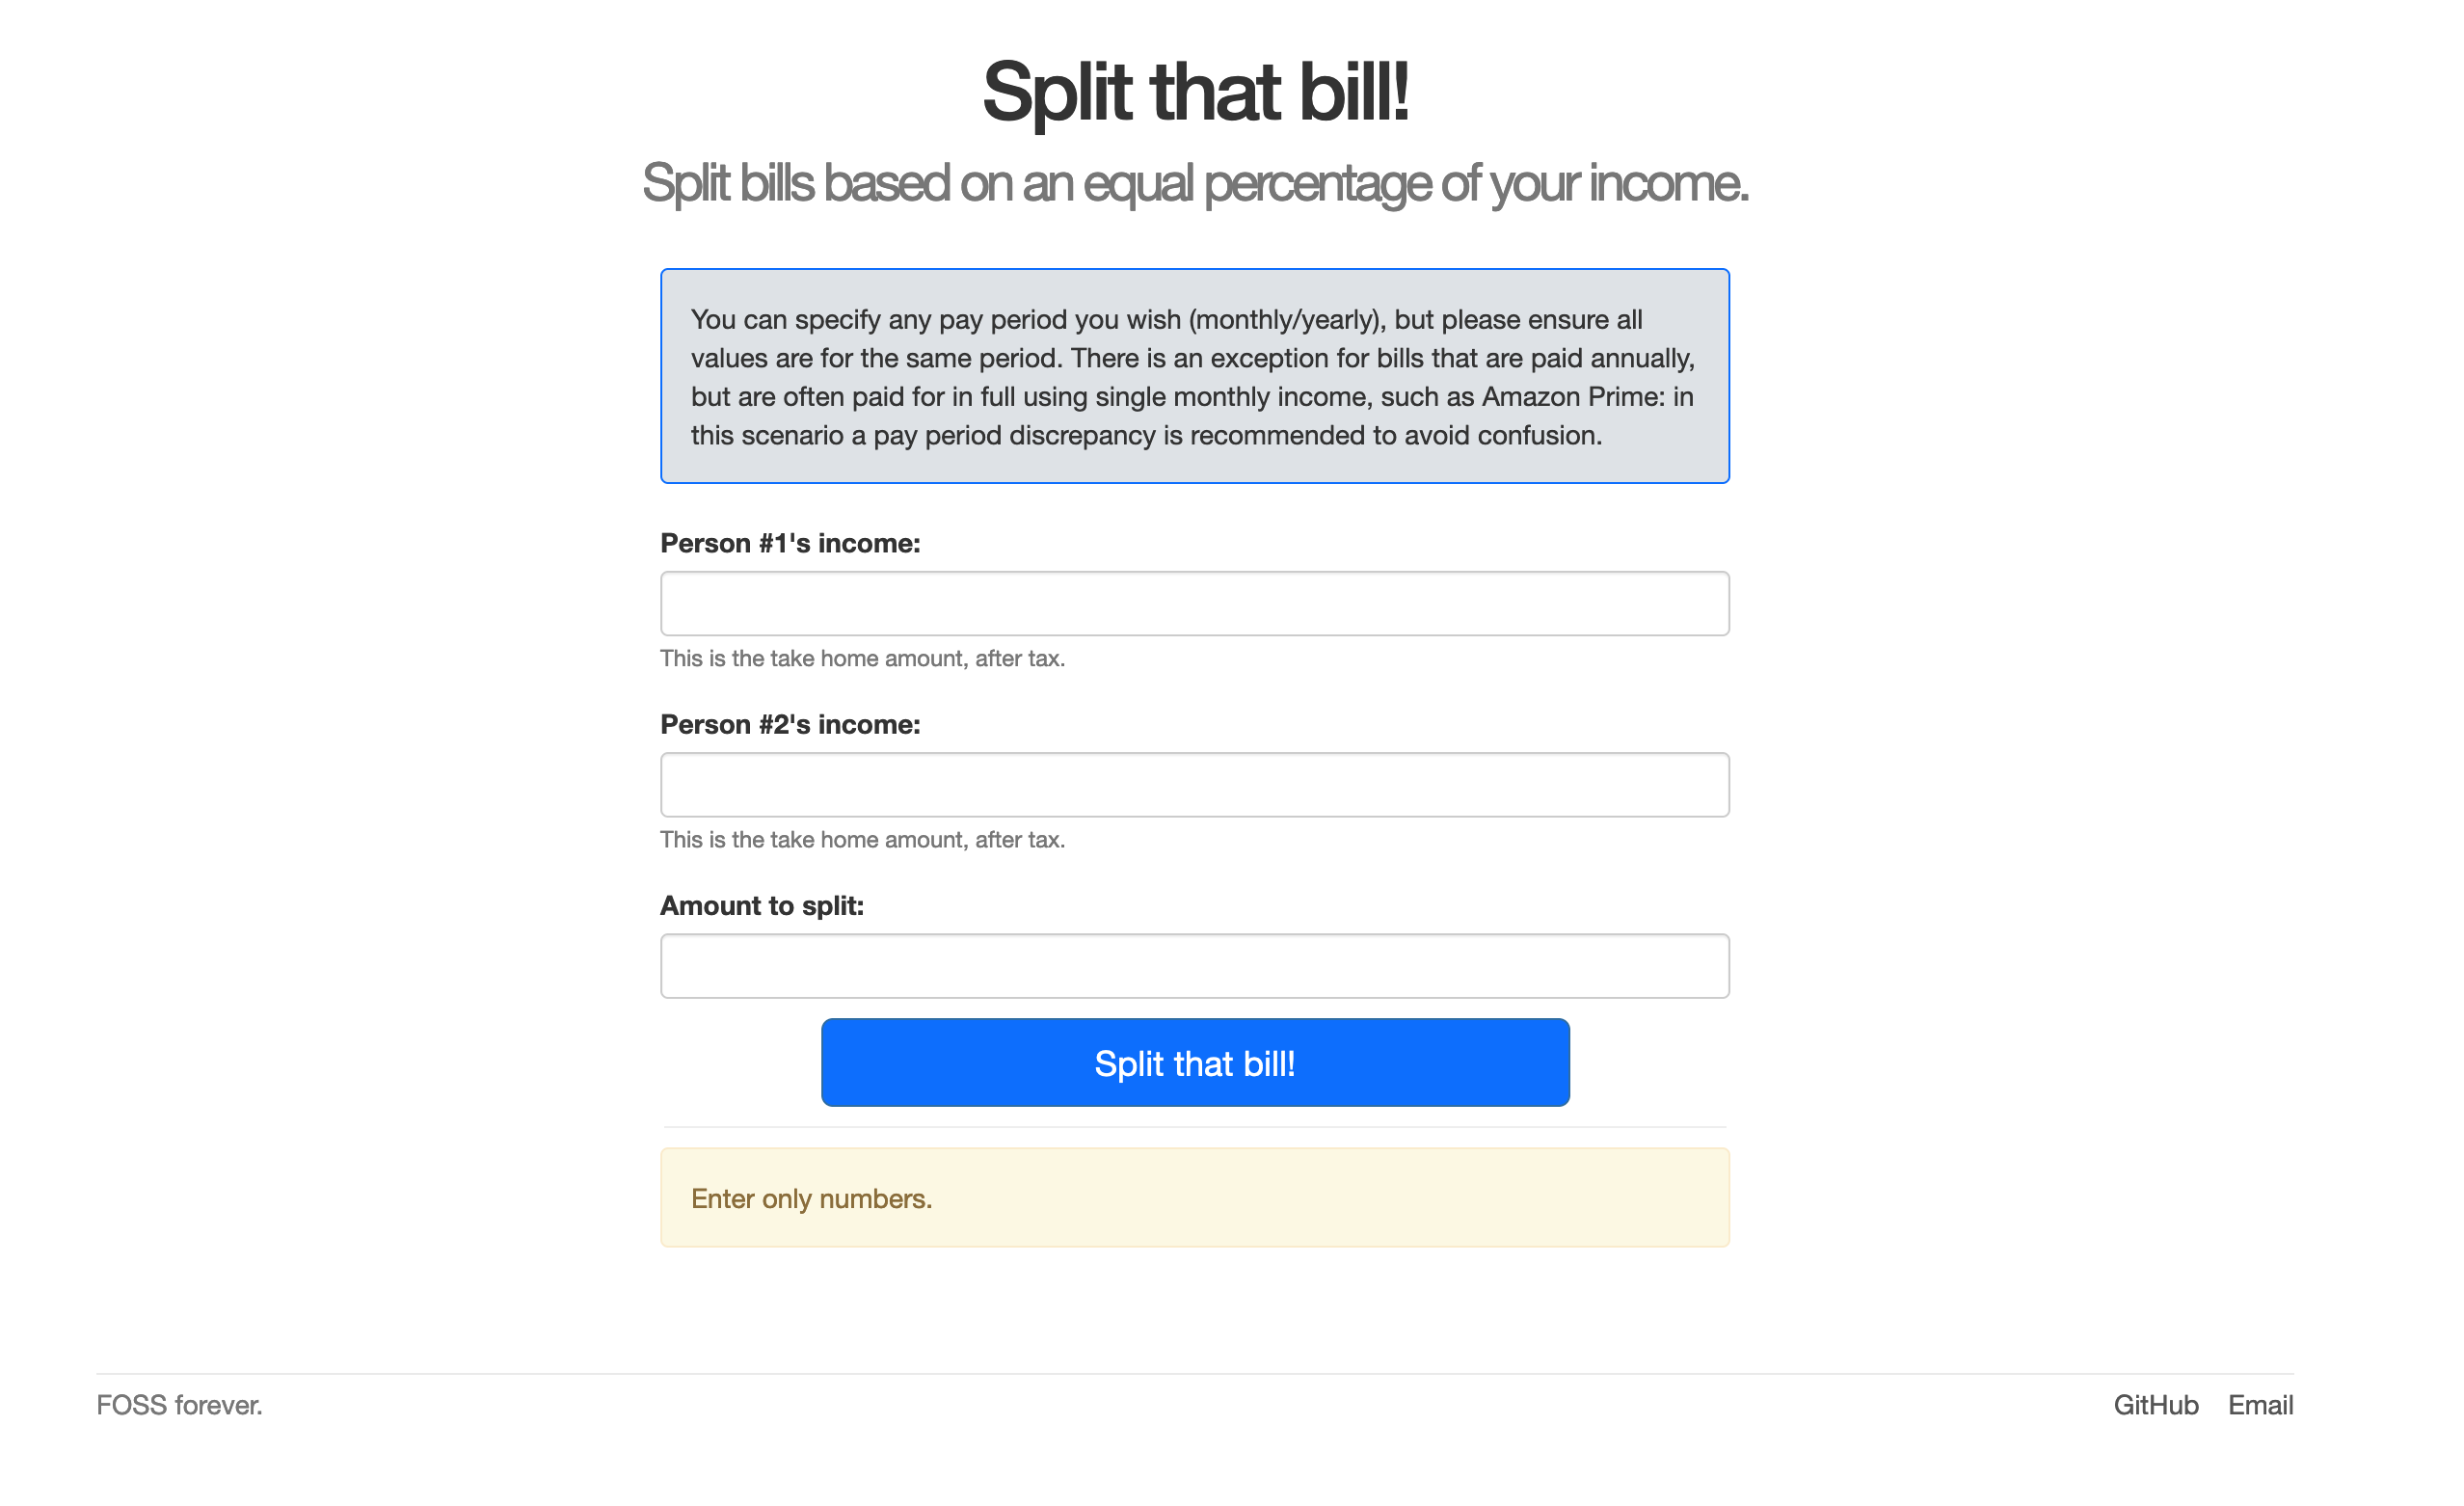 Split that bill!
Split bills based on an equal percentage of your income.
You can specify any pay period you wish (monthly/yearly), but please ensure all
values are for the same period. There is an exception for bills that are paid annually,
but are often paid for in full using single monthly income, such as Amazon Prime: in
this scenario a pay period discrepancy is recommended to avoid confusion.
Person #1's income:
This is the take home amount, after tax.
Person #2's income:
This is the take home amount, after tax.
Amount to split:
Split that bill!
Enter only numbers.
FOSS forever. GitHub Email